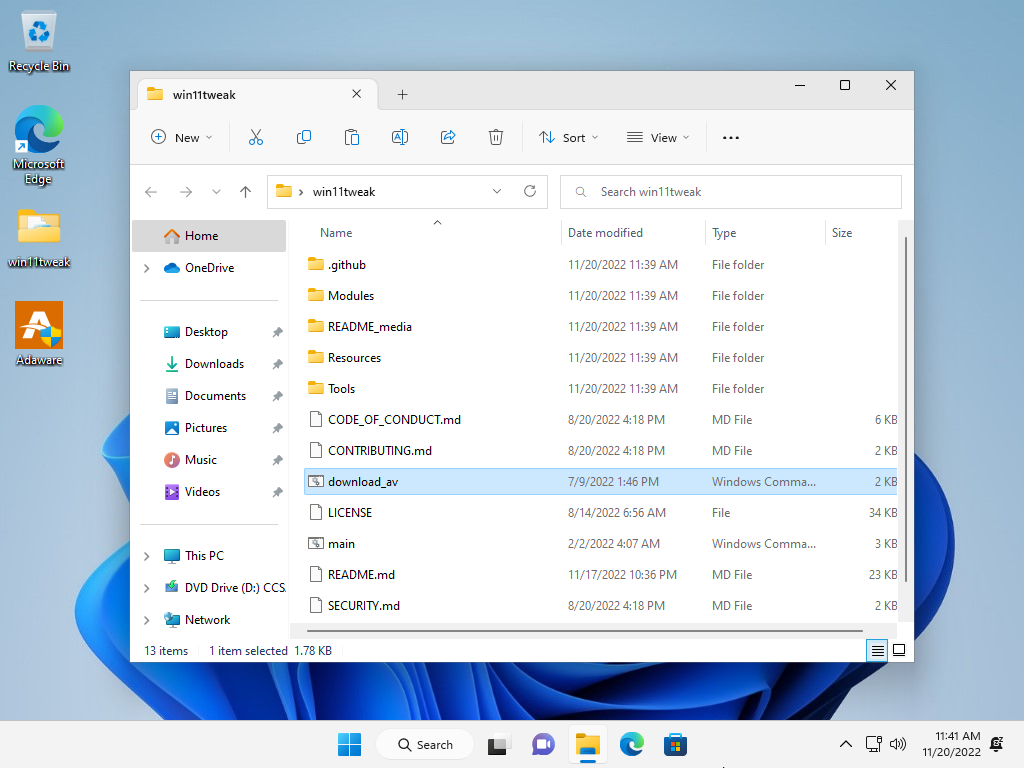 Recycle Bin
Microsoft
Edge
win11tweak
Adaware
win11tweak
New
Sort
View
win11tweak
Search win11tweak
Home
OneDrive
Desktop
Downloads
Documents
Pictures
Music
Videos
This PC
DVD Drive (D:) CCS
Network
Name Date modified Type Size
.github 11/20/2022 11:39 AM File folder
Modules 11/20/2022 11:39 AM File folder
README_media 11/20/2022 11:39 AM File folder
Resources 11/20/2022 11:39 AM File folder
Tools 11/20/2022 11:39 AM File folder
CODE_OF_CONDUCT.md 8/20/2022 4:18 PM MD File 6 KB
CONTRIBUTING.md 8/20/2022 4:18 PM MD File 2 KB
download_av 7/9/2022 1:46 PM Windows Comma... 2 KB
LICENSE 8/14/2022 6:56 AM File 34 KB
main 2/2/2022 4:07 AM Windows Comma... 3 KB
README.md 11/17/2022 10:36 PM MD File 23 KB
SECURITY.md 8/20/2022 4:18 PM MD File 2 KB
13 items 1 item selected 1.78 KB
Search
11:41 AM
11/20/2022